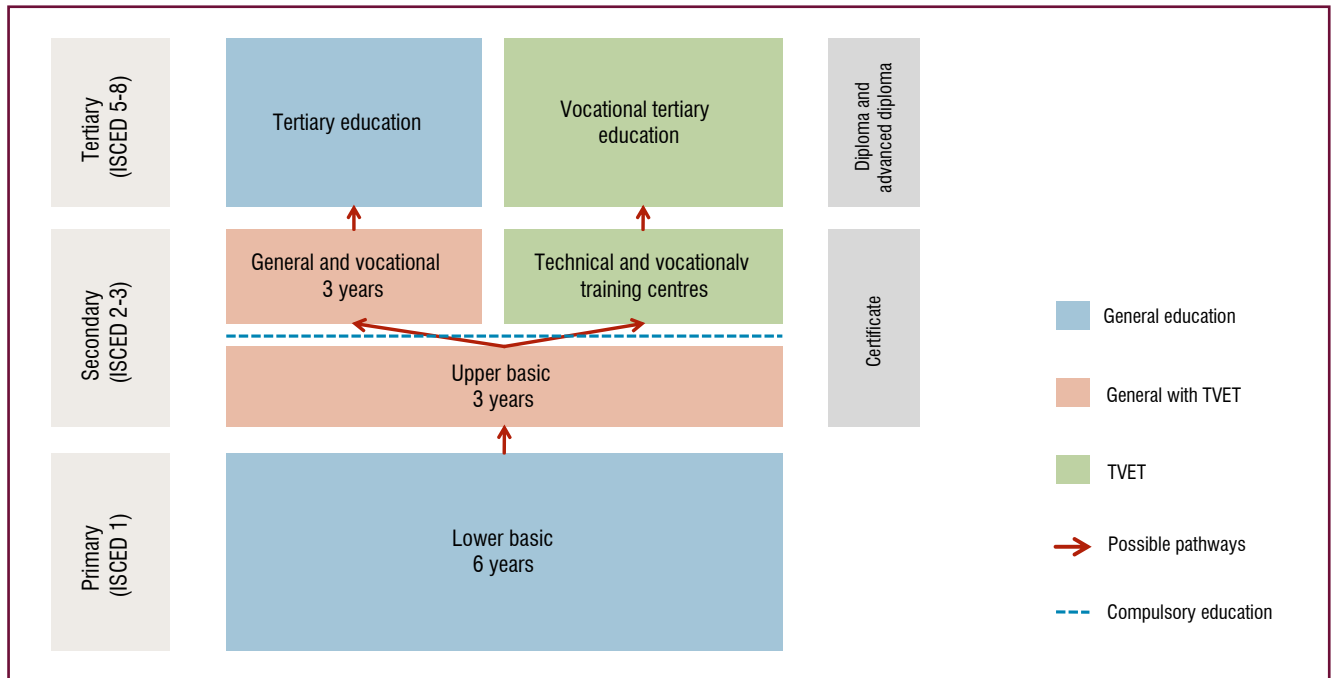 Tertiary
(ISCED 5-8)
Tertiary education
Vocational tertiary
education
Diploma and
advanced diploma
Secondary
(ISCED 2-3)
General and vocational
3 years
Technical and vocationalv
training centres
Upper basic
3 years
Certificate
Primary
(ISCED 1)
Lower basic
6 years
General education
General with TVET
TVET
Possible pathways
Compulsory education